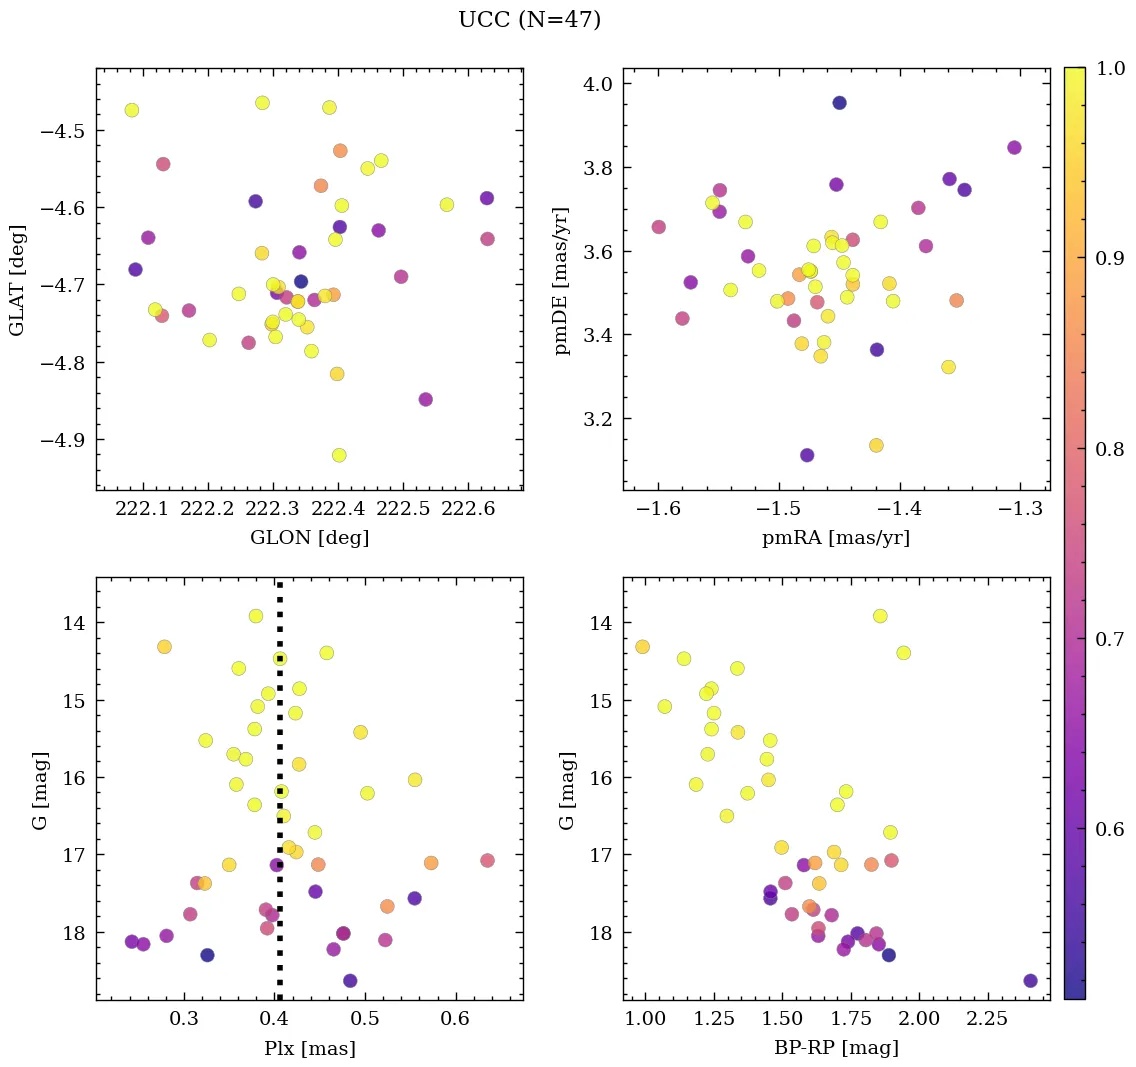 UCC (N=47)
−4.5
−4.6
−4.7
−4.8
−4.9
GLAT [deg]
222.1 222.2 222.3 222.4 222.5 222.6
GLON [deg]
4.0
3.8
3.6
3.4
3.2
pmDE [mas/yr]
−1.6 −1.5 −1.4 −1.3
pmRA [mas/yr]
14
15
16
17
18
G [mag]
0.3 0.4 0.5 0.6
Plx [mas]
14
15
16
17
18
G [mag]
1.00 1.25 1.50 1.75 2.00 2.25
BP-RP [mag]
1.0
0.9
0.8
0.7
0.6